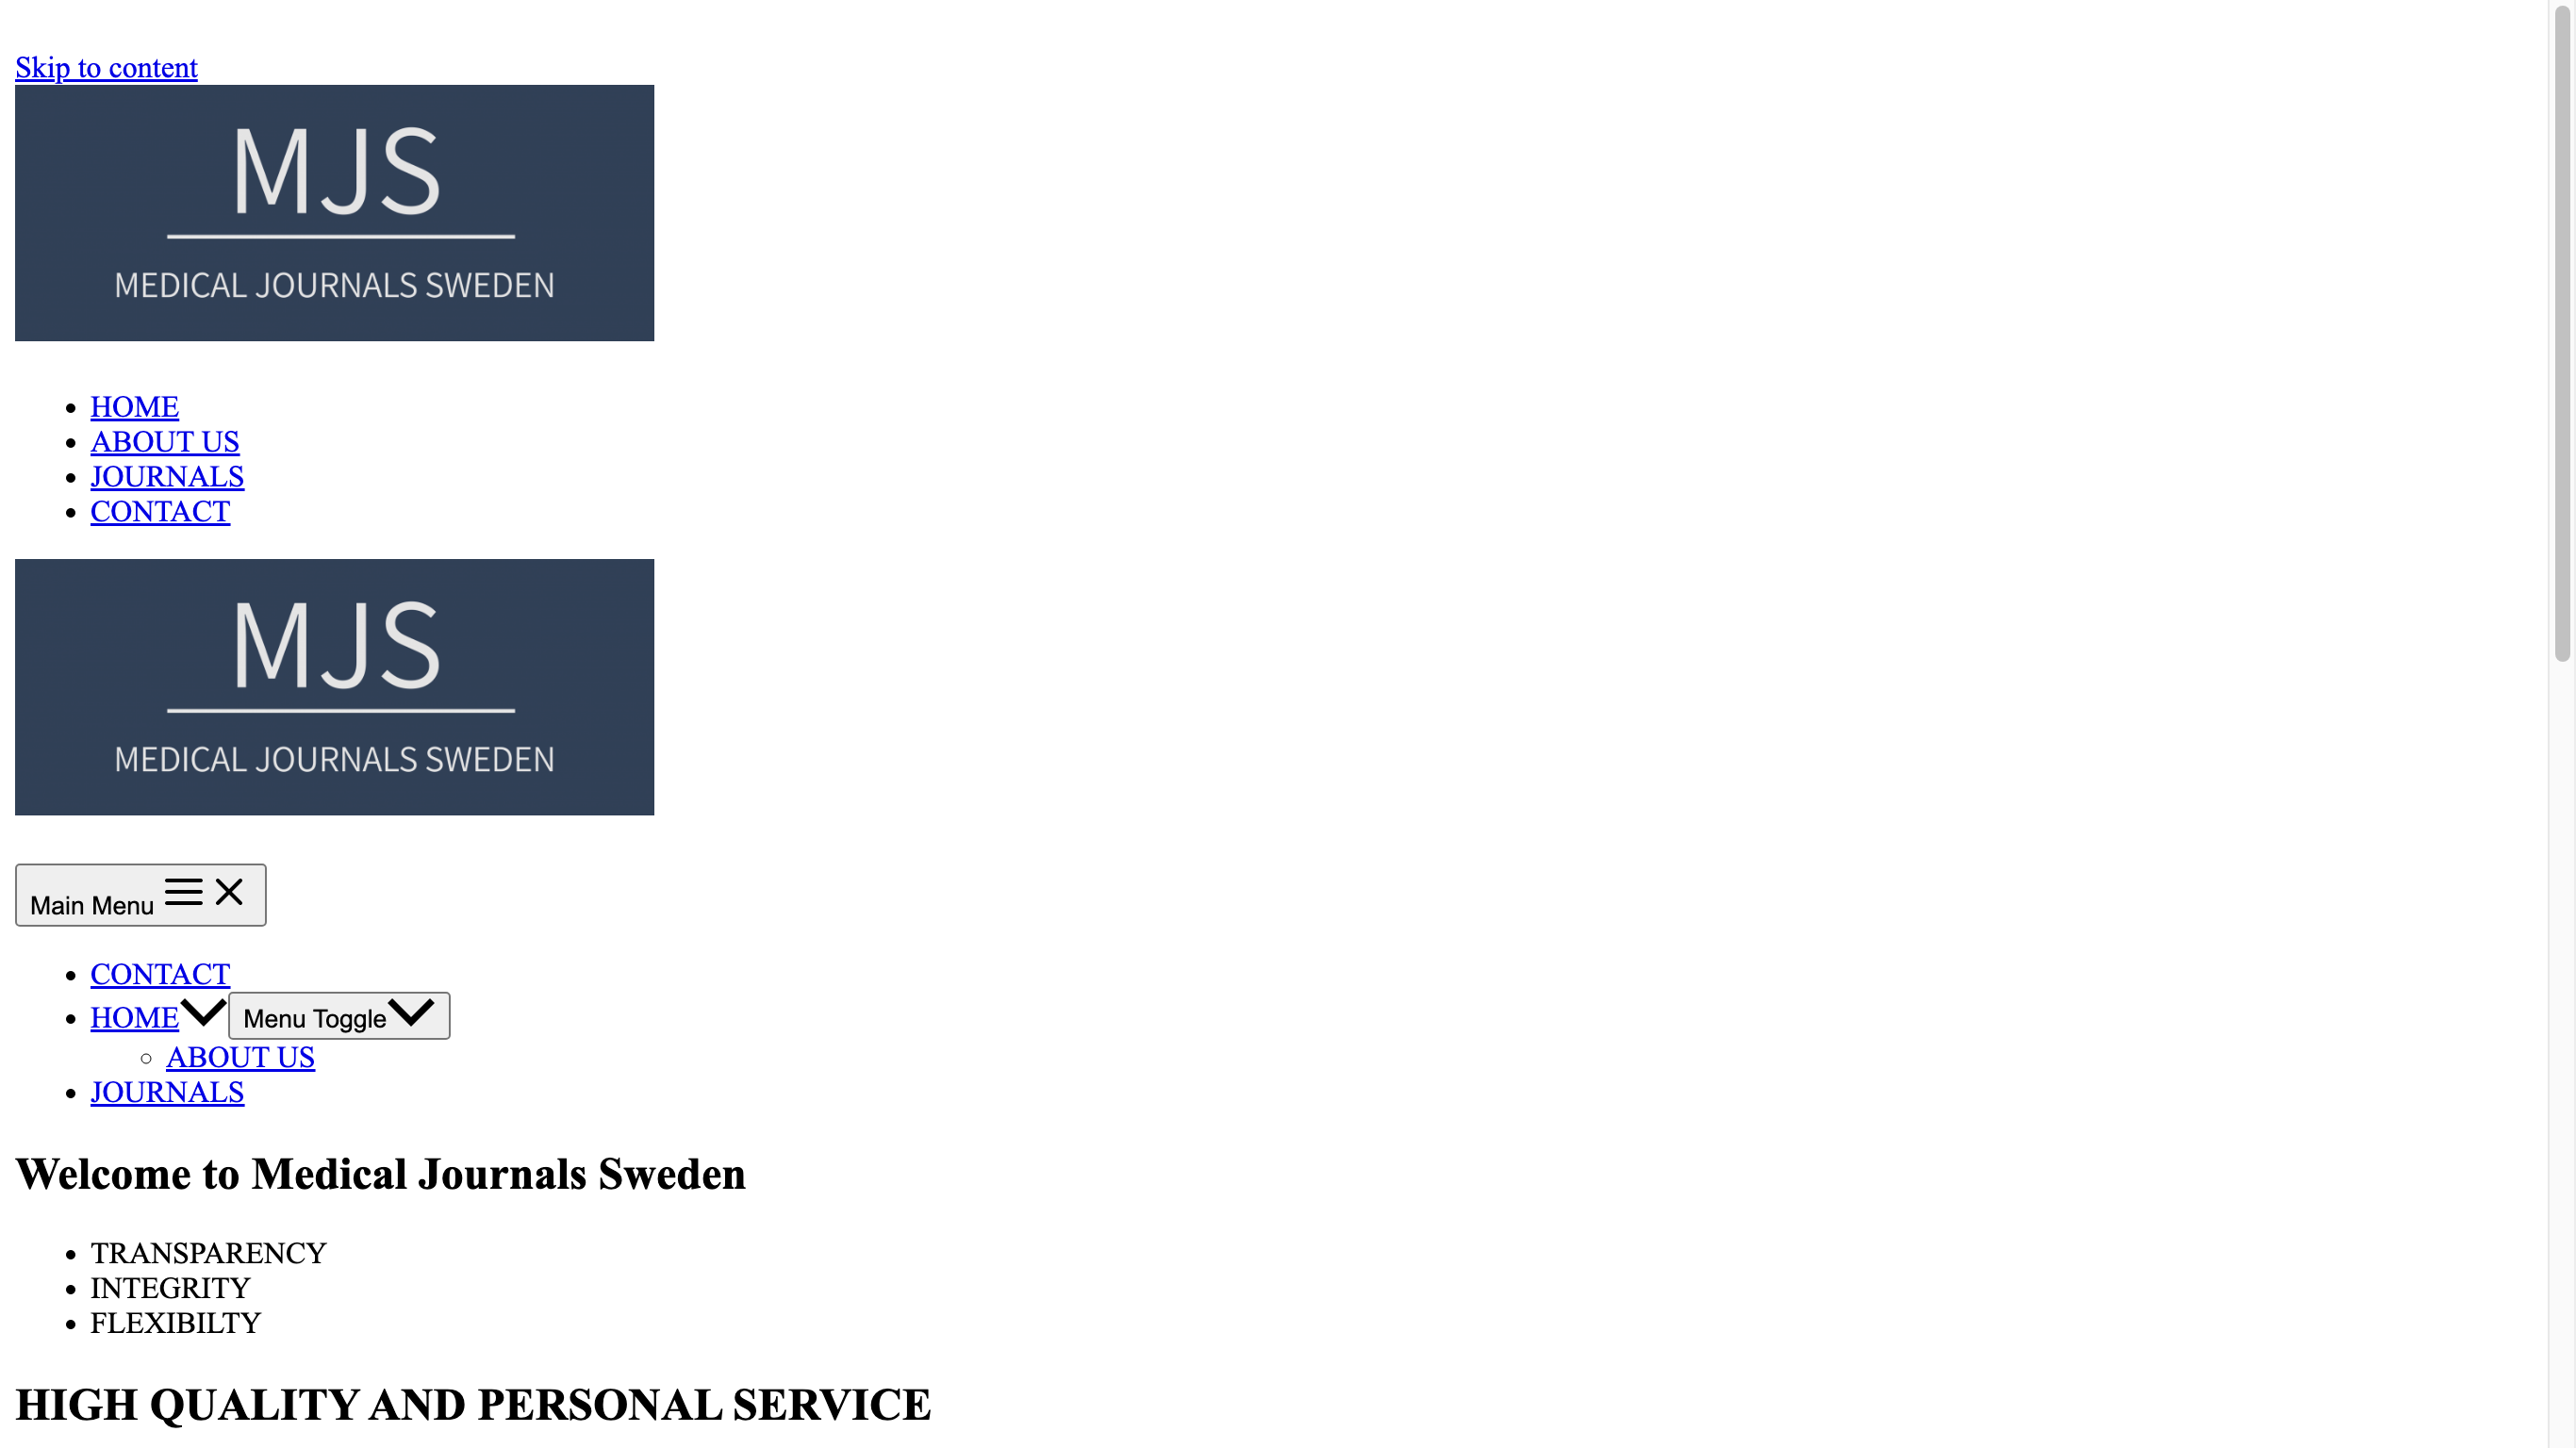 Skip to content
MJS
MEDICAL JOURNALS SWEDEN
HOME
ABOUT US
JOURNALS
CONTACT
MJS
MEDICAL JOURNALS SWEDEN
Main Menu
CONTACT
HOME Menu Toggle
ABOUT US
JOURNALS
Welcome to Medical Journals Sweden
TRANSPARENCY
INTEGRITY
FLEXIBILTY
HIGH QUALITY AND PERSONAL SERVICE